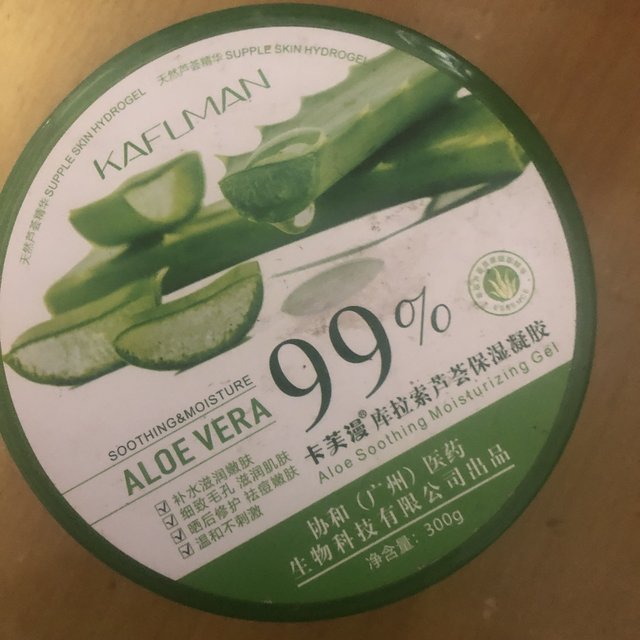 天然芦荟精华 SUPPLE SKIN HYDROGEL 天然芦荟精华 SUPPLE SKIN HYDROGEL
KAFUMAN
99%
SOOTHING&MOISTURE
ALOE VERA
卡芙漫®库拉索芦荟保湿凝胶
Aloe Soothing Moisturizing Gel
补水滋润嫩肤
细致毛孔 滋润肌肤
晒后修护 祛痘嫩肤
温和不刺激
协和（广州）医药
生物科技有限公司出品
净含量：300g